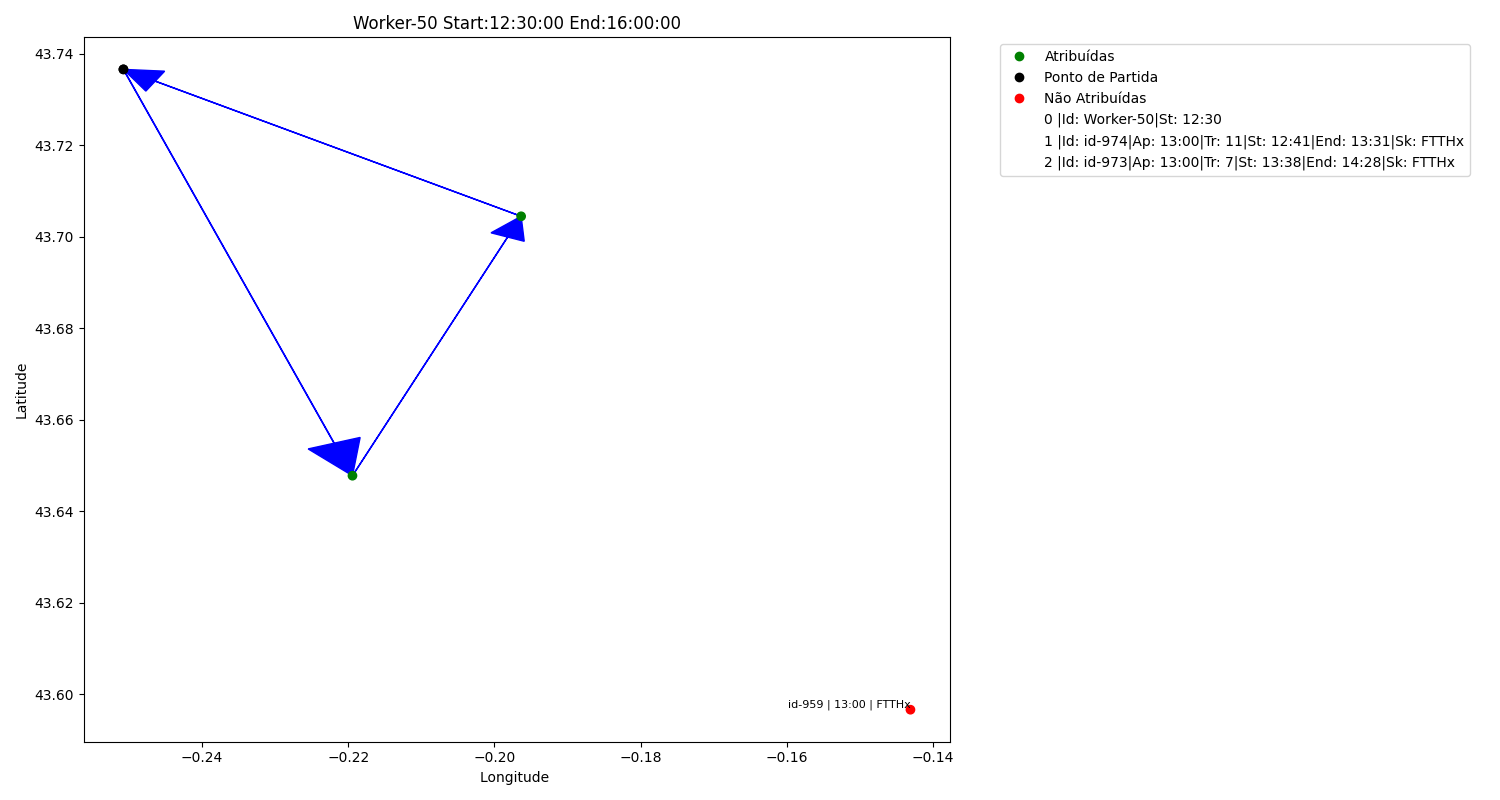 Worker-50 Start:12:30:00 End:16:00:00
43.74
43.72
43.70
43.68
43.66
43.64
43.62
43.60
Latitude
−0.24
−0.22
−0.20
−0.18
−0.16
−0.14
Longitude
id-959 | 13:00 | FTTHx
Atribuídas
Ponto de Partida
Não Atribuídas
0 |Id: Worker-50|St: 12:30
1 |Id: id-974|Ap: 13:00|Tr: 11|St: 12:41|End: 13:31|Sk: FTTHx
2 |Id: id-973|Ap: 13:00|Tr: 7|St: 13:38|End: 14:28|Sk: FTTHx